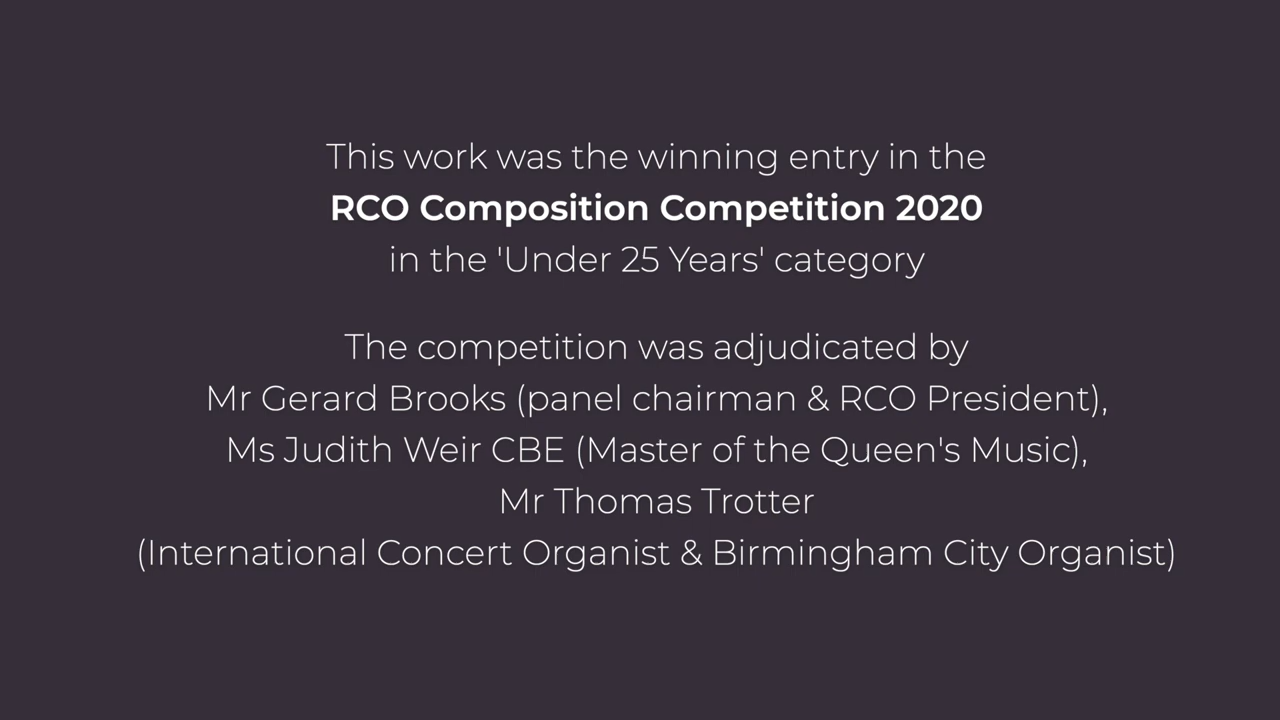 This work was the winning entry in the
RCO Composition Competition 2020
in the 'Under 25 Years' category
The competition was adjudicated by
Mr Gerard Brooks (panel chairman & RCO President),
Ms Judith Weir CBE (Master of the Queen's Music),
Mr Thomas Trotter
(International Concert Organist & Birmingham City Organist)